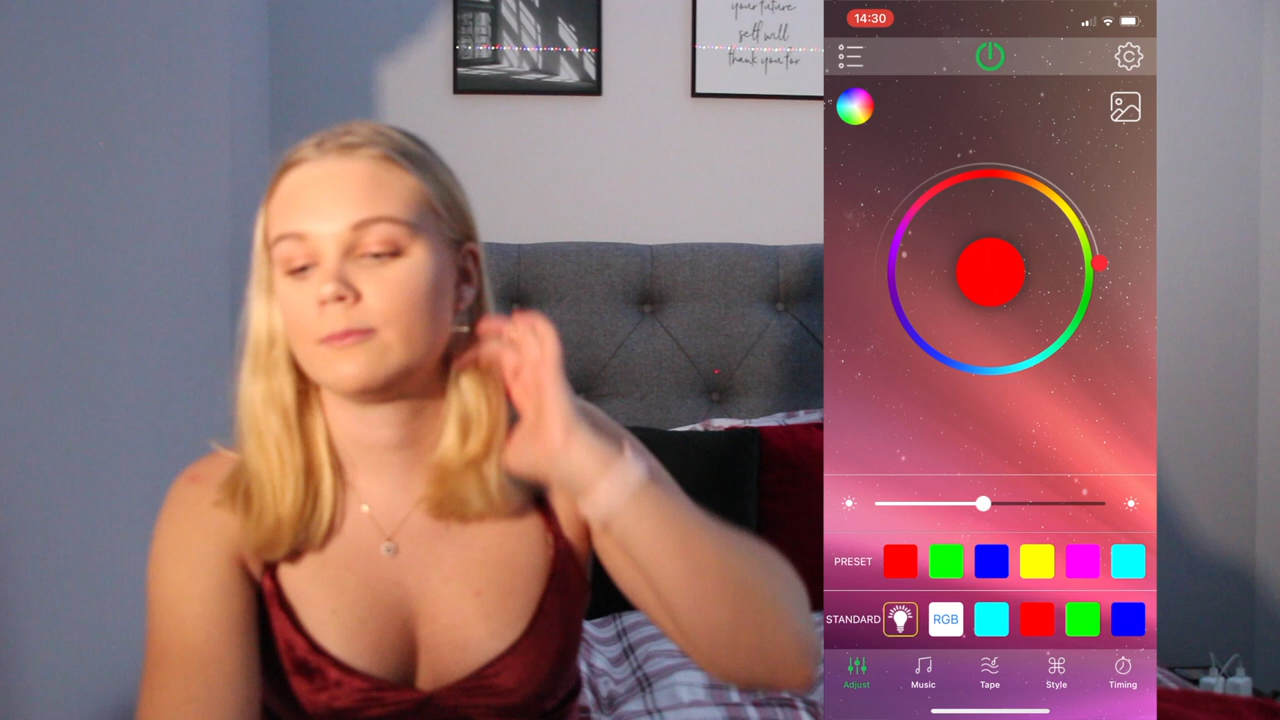 your future
self will
thank you for
14:30
PRESET
STANDARD
RGB
Adjust
Music
Tape
Style
Timing